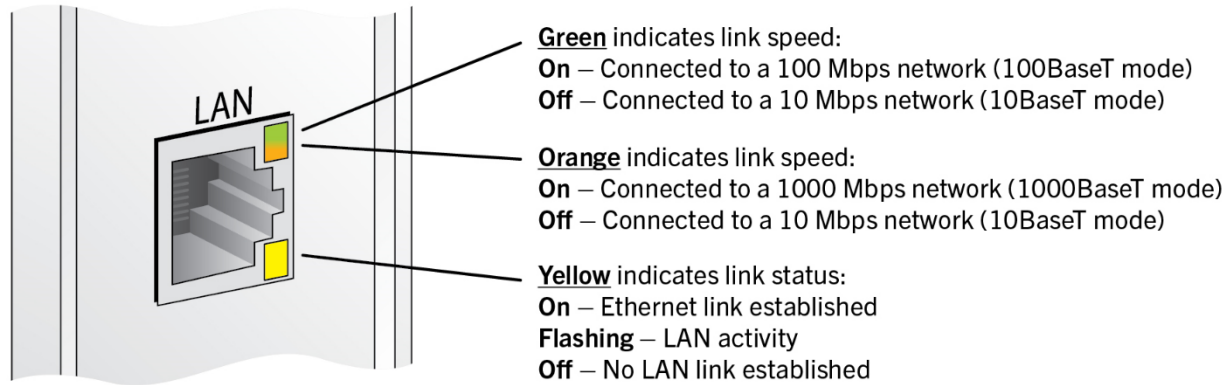 LAN
Green indicates link speed:
On – Connected to a 100 Mbps network (100BaseT mode)
Off – Connected to a 10 Mbps network (10BaseT mode)
Orange indicates link speed:
On – Connected to a 1000 Mbps network (1000BaseT mode)
Off – Connected to a 10 Mbps network (10BaseT mode)
Yellow indicates link status:
On – Ethernet link established
Flashing – LAN activity
Off – No LAN link established